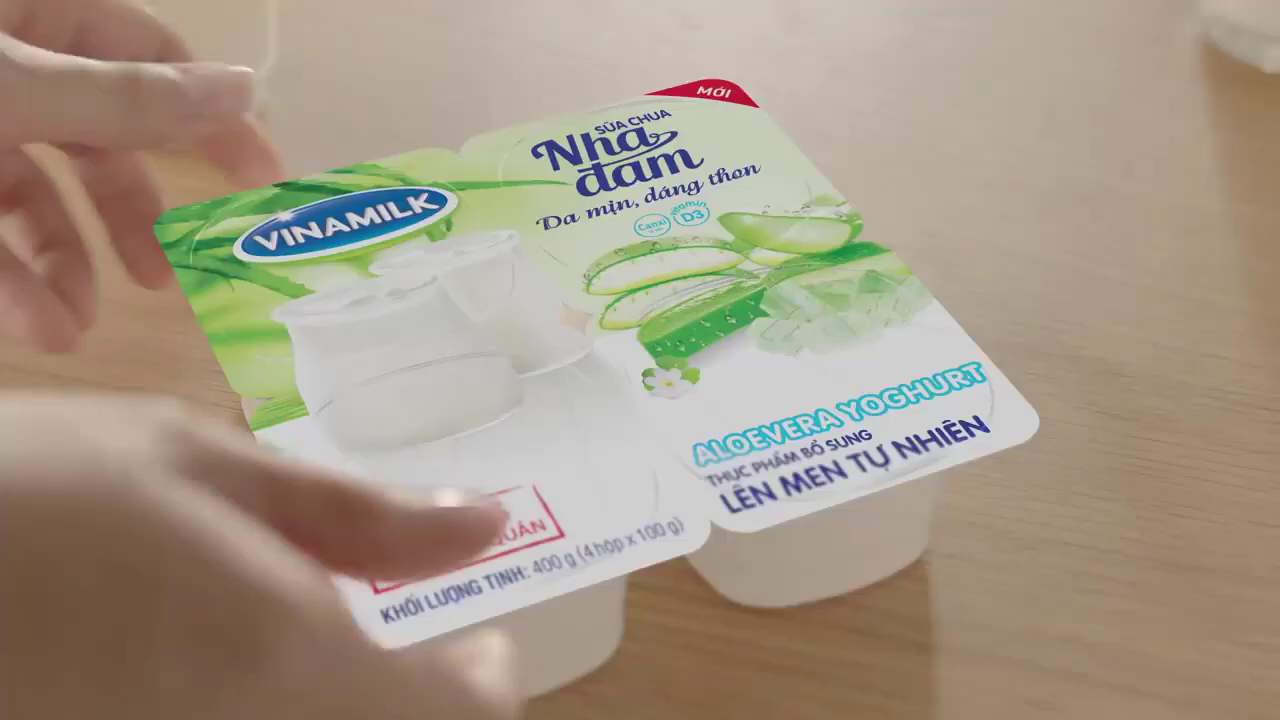 MỚI
SỮA CHUA
Nha
đam
Da mịn, dáng thon
Canxi
Vitamin
D3
VINAMILK
ALOEVERA YOGHURT
THỰC PHẨM BỔ SUNG
LÊN MEN TỰ NHIÊN
QUẢN
KHỐI LƯỢNG TỊNH: 400 g (4 hộp x 100 g)